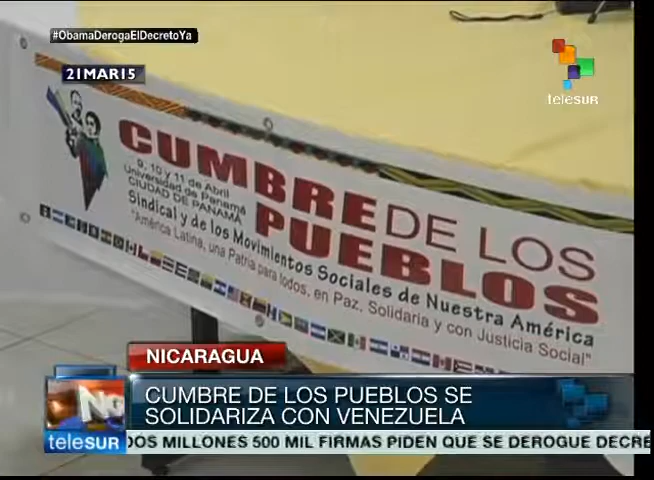 #ObamaDerogaElDecretoYa
21MAR15
teleSUR
CUMBRE DE LOS
PUEBLOS
9, 10 y 11 de Abril
Universidad de Panamá
CIUDAD DE PANAMÁ
Sindical y de los Movimientos Sociales de Nuestra América
"América Latina, una Patria para todos, en Paz, Solidaria y con Justicia Social"
NICARAGUA
CUMBRE DE LOS PUEBLOS SE
SOLIDARIZA CON VENEZUELA
No
teleSUR
DOS MILLONES 500 MIL FIRMAS PIDEN QUE SE DEROGUE DECRE